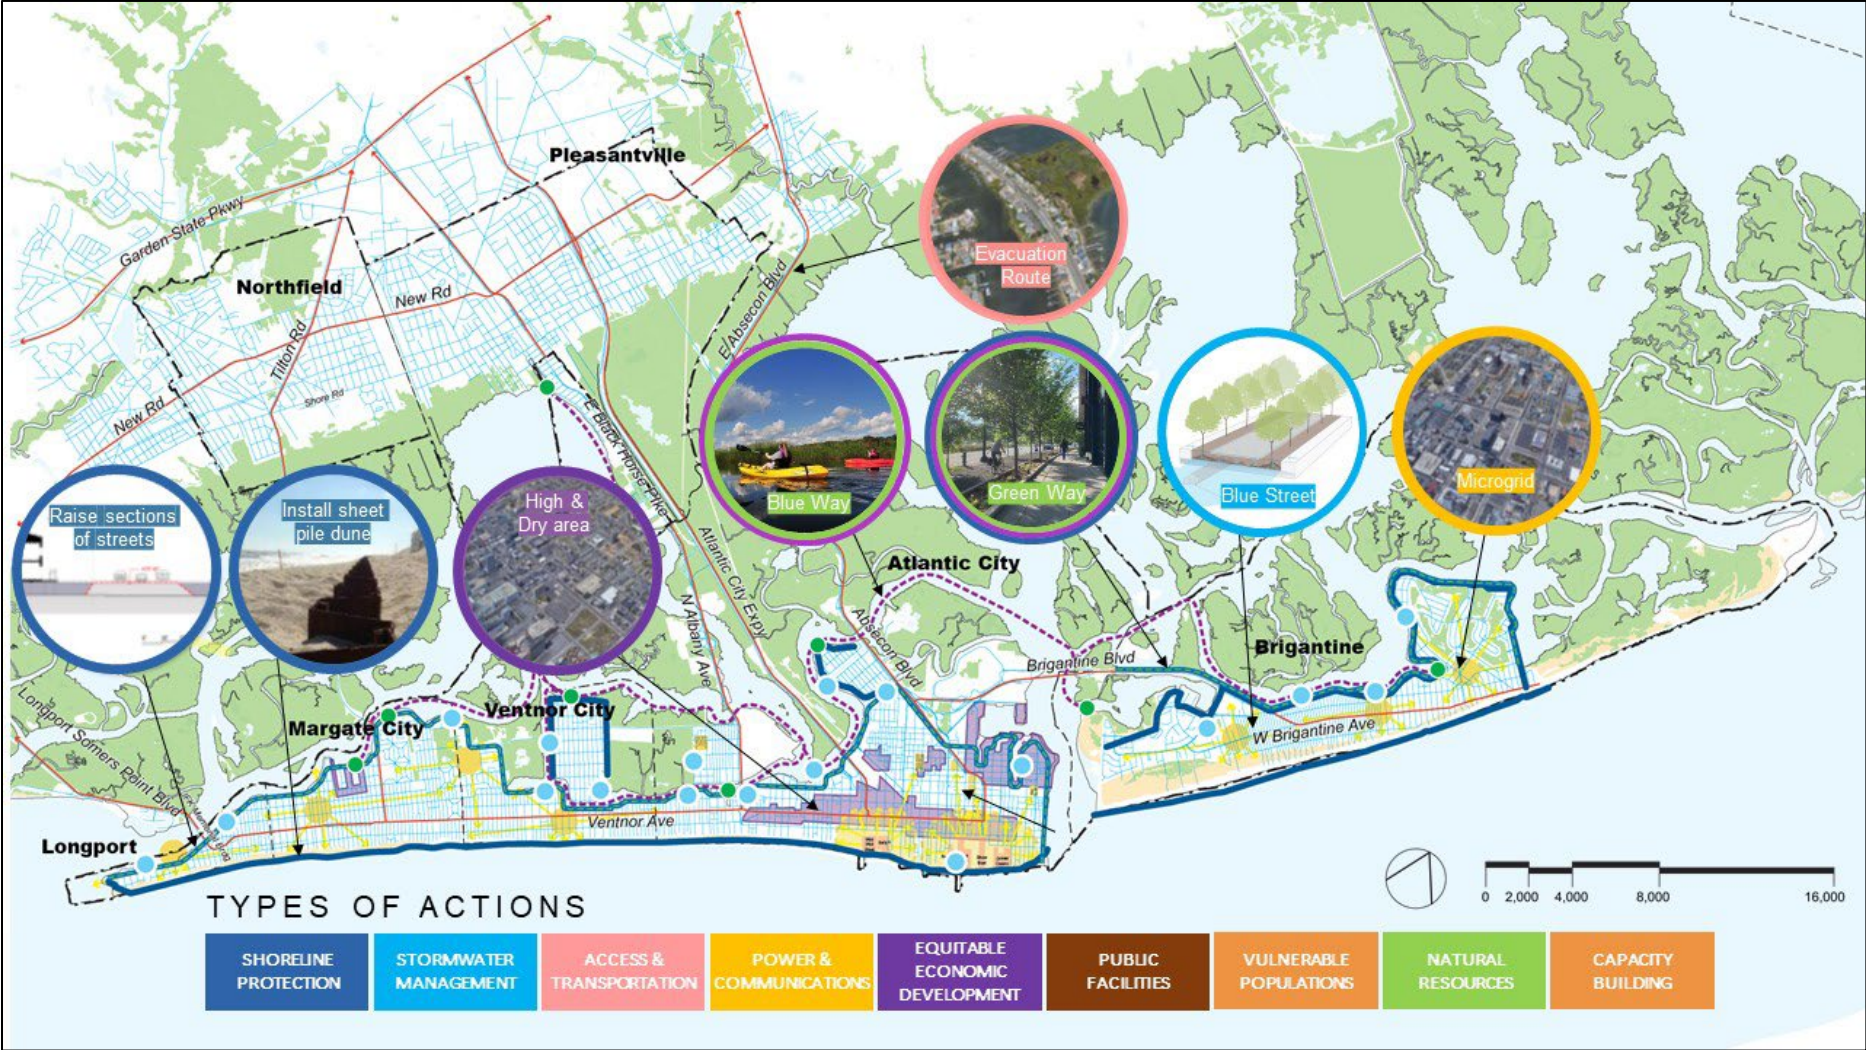 Pleasantville
Garden State Pkwy
Northfield
New Rd
Tilton Rd
E Absecon Blvd
Evacuation
Route
Shore Rd
New Rd
E Black Horse Pike
Blue Way
Green Way
Blue Street
Microgrid
Raise sections
of streets
Install sheet
pile dune
High &
Dry area
Atlantic City Expy
N Albany Ave
Atlantic City
Absecon Blvd
Brigantine Blvd
Brigantine
W Brigantine Ave
Ventnor City
Margate City
Longport Somers Point Blvd
Ventnor Ave
Longport
0 2,000 4,000 8,000 16,000
TYPES OF ACTIONS
SHORELINE
PROTECTION
STORMWATER
MANAGEMENT
ACCESS &
TRANSPORTATION
POWER &
COMMUNICATIONS
EQUITABLE
ECONOMIC
DEVELOPMENT
PUBLIC
FACILITIES
VULNERABLE
POPULATIONS
NATURAL
RESOURCES
CAPACITY
BUILDING